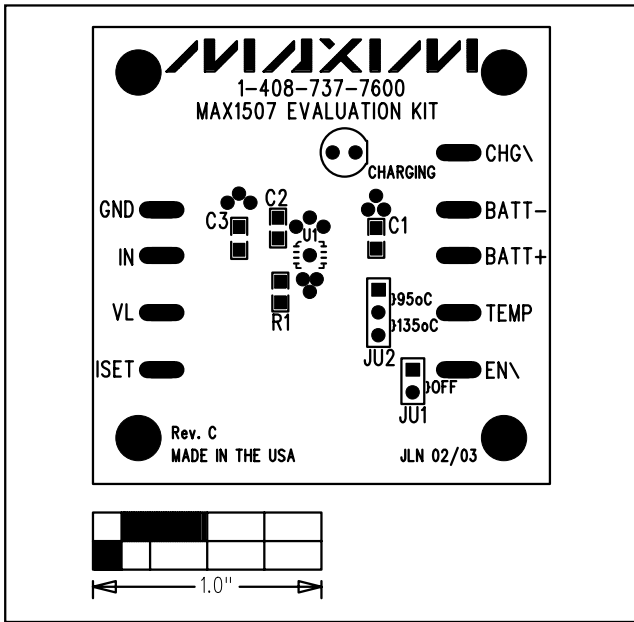 MAXIM
1-408-737-7600
MAX1507 EVALUATION KIT
CHARGING
CHG\
GND
C3
C2
U1
C1
BATT-
IN
BATT+
R1
}95oC
}135oC
JU2
VL
TEMP
ISET
}OFF
JU1
EN\
Rev. C
MADE IN THE USA
JLN 02/03
1.0"